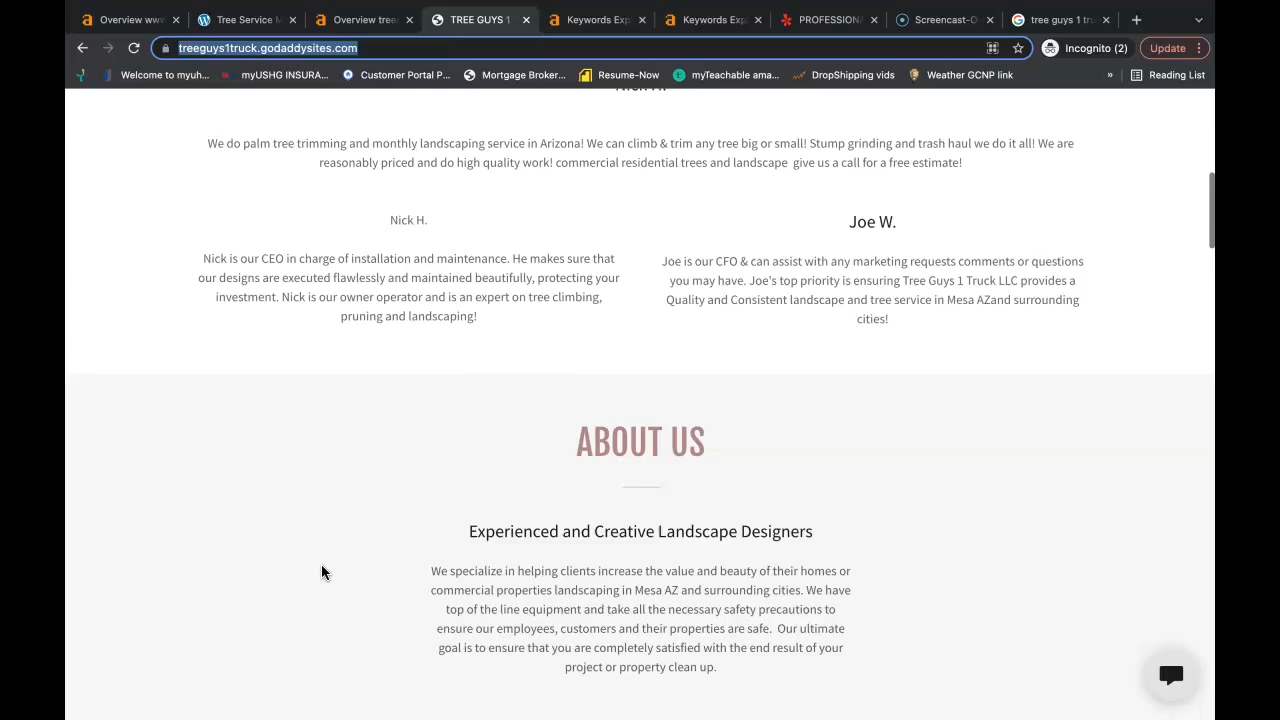 Overview www
Tree Service M
Overview tree
TREE GUYS 1
Keywords Exp
Keywords Exp
PROFESSION
Screencast-O
tree guys 1 tru
treeguys1truck.godaddysites.com
Incognito (2)
Update
Welcome to myuh...
myUSHG INSURA...
Customer Portal P...
Mortgage Broker...
Resume-Now
myTeachable ama...
DropShipping vids
Weather GCNP link
»
Reading List
Nick H.
We do palm tree trimming and monthly landscaping service in Arizona! We can climb & trim any tree big or small! Stump grinding and trash haul we do it all! We are
reasonably priced and do high quality work! commercial residential trees and landscape  give us a call for a free estimate!
Nick H.
Nick is our CEO in charge of installation and maintenance. He makes sure that
our designs are executed flawlessly and maintained beautifully, protecting your
investment. Nick is our owner operator and is an expert on tree climbing,
pruning and landscaping!
Joe W.
Joe is our CFO & can assist with any marketing requests comments or questions
you may have. Joe's top priority is ensuring Tree Guys 1 Truck LLC provides a
Quality and Consistent landscape and tree service in Mesa AZand surrounding
cities!
ABOUT US
Experienced and Creative Landscape Designers
We specialize in helping clients increase the value and beauty of their homes or
commercial properties landscaping in Mesa AZ and surrounding cities. We have
top of the line equipment and take all the necessary safety precautions to
ensure our employees, customers and their properties are safe.  Our ultimate
goal is to ensure that you are completely satisfied with the end result of your
project or property clean up.